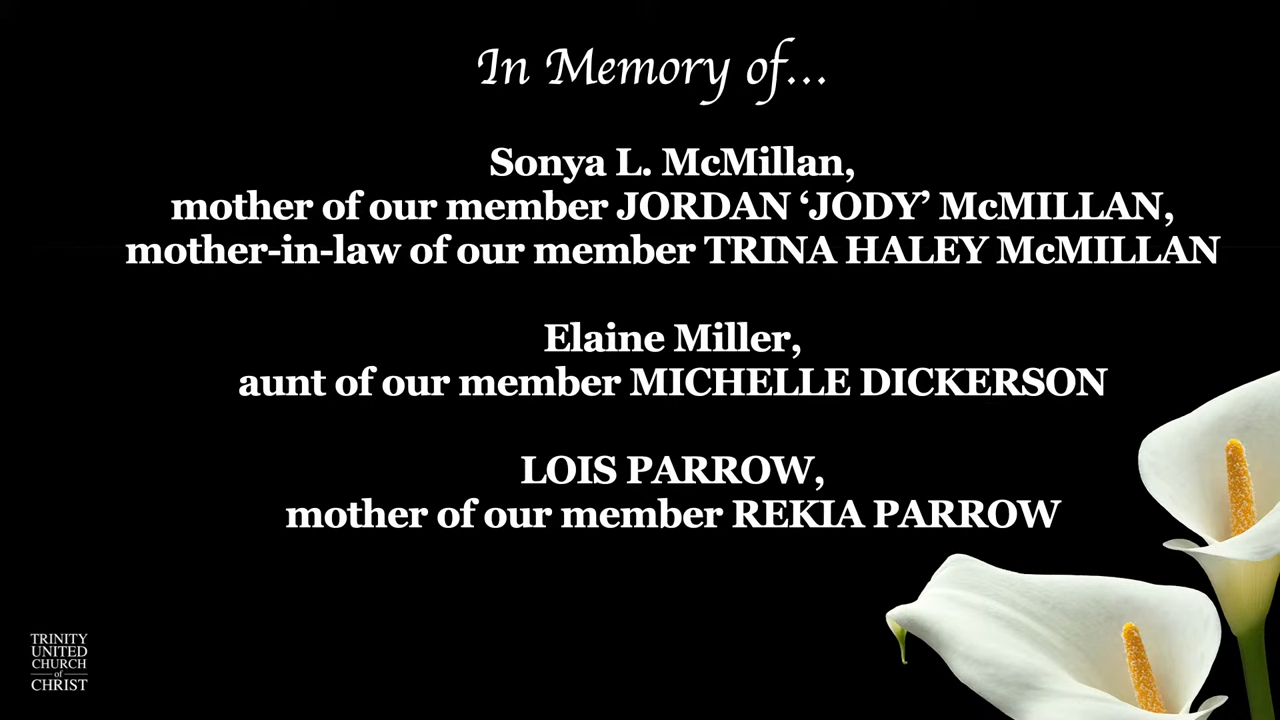 In Memory of...
Sonya L. McMillan,
mother of our member JORDAN ‘JODY’ McMILLAN,
mother-in-law of our member TRINA HALEY McMILLAN
Elaine Miller,
aunt of our member MICHELLE DICKERSON
LOIS PARROW,
mother of our member REKIA PARROW
TRINITY
UNITED
CHURCH
of
CHRIST